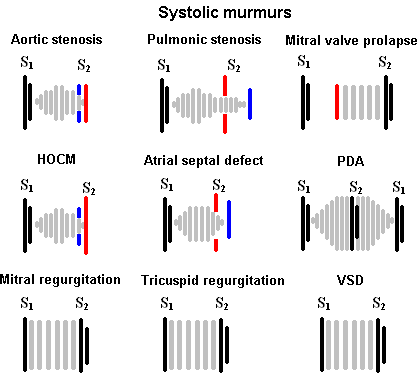 Systolic murmurs
Aortic stenosis
Pulmonic stenosis
Mitral valve prolapse
S1 S2
S1 S2
S1 S2
HOCM
Atrial septal defect
PDA
S1 S2
S1 S2
S1 S2
Mitral regurgitation
Tricuspid regurgitation
VSD
S1 S2
S1 S2
S1 S2